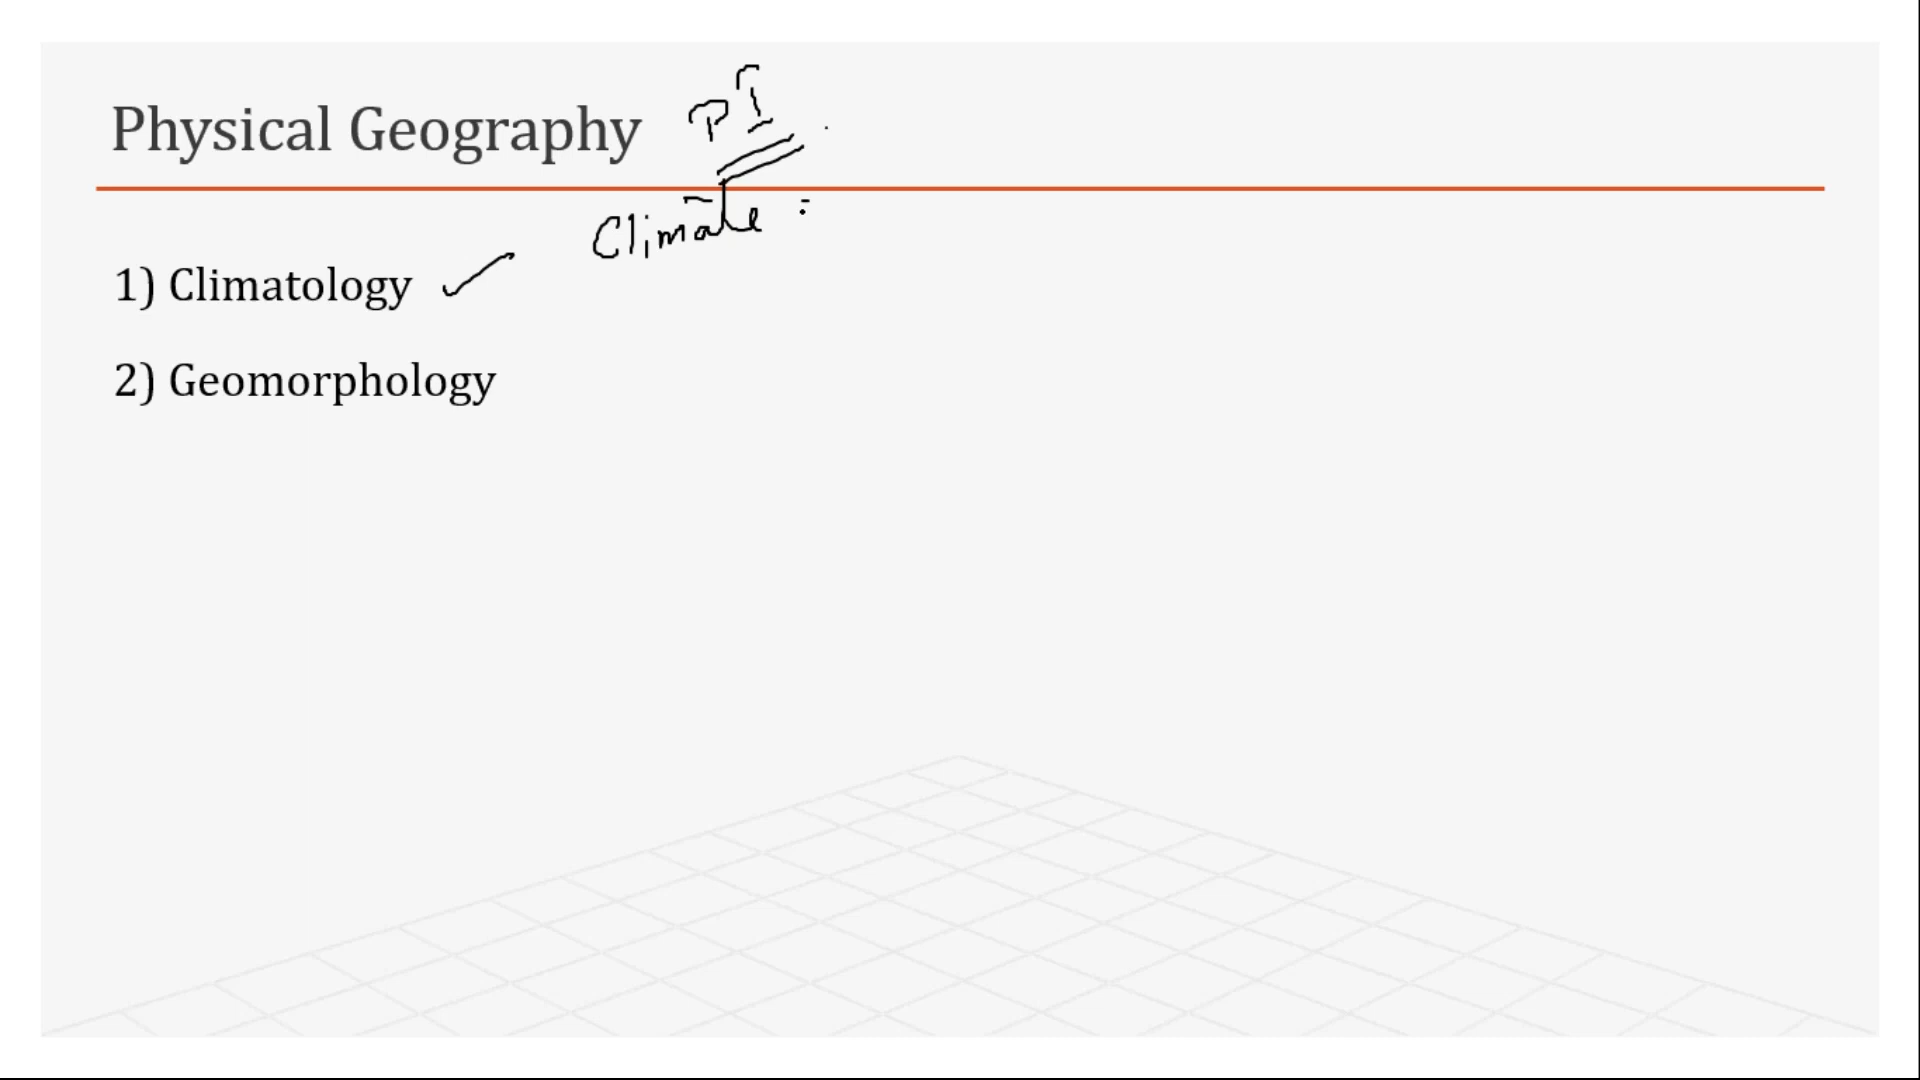 Physical Geography
Climate :
1) Climatology
2) Geomorphology